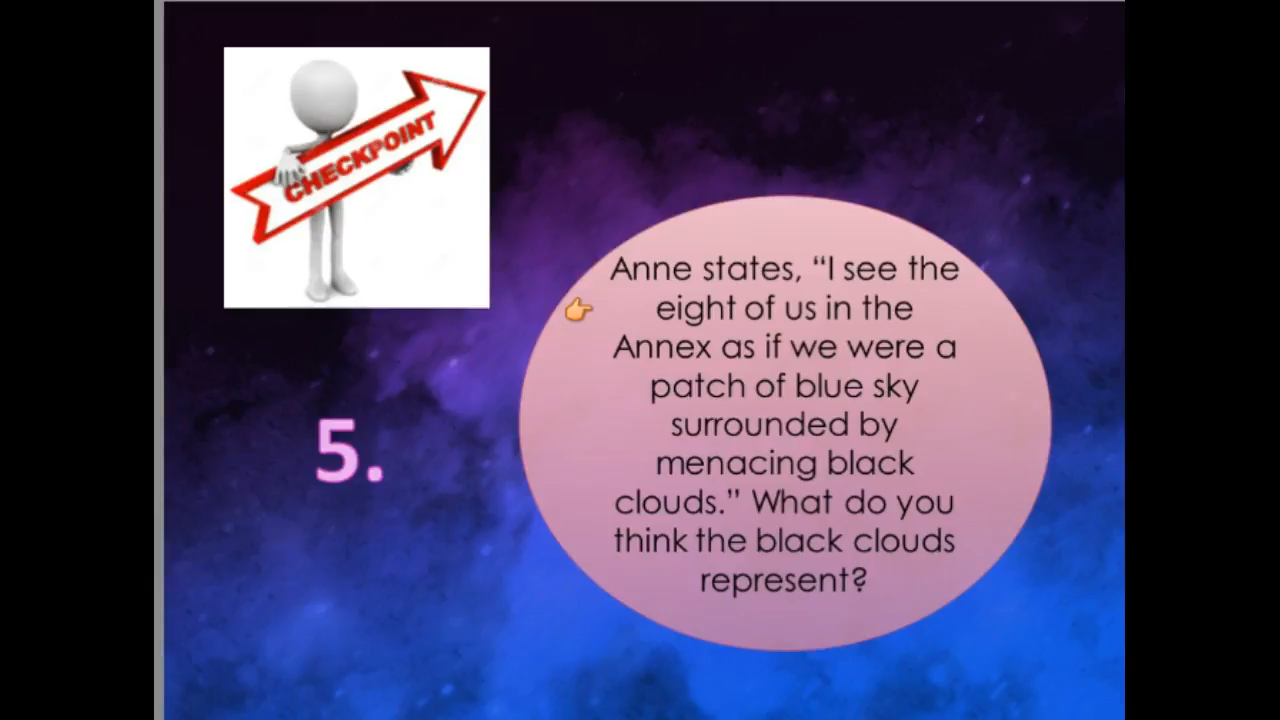 CHECKPOINT
5.
Anne states, “I see the
eight of us in the
Annex as if we were a
patch of blue sky
surrounded by
menacing black
clouds.” What do you
think the black clouds
represent?